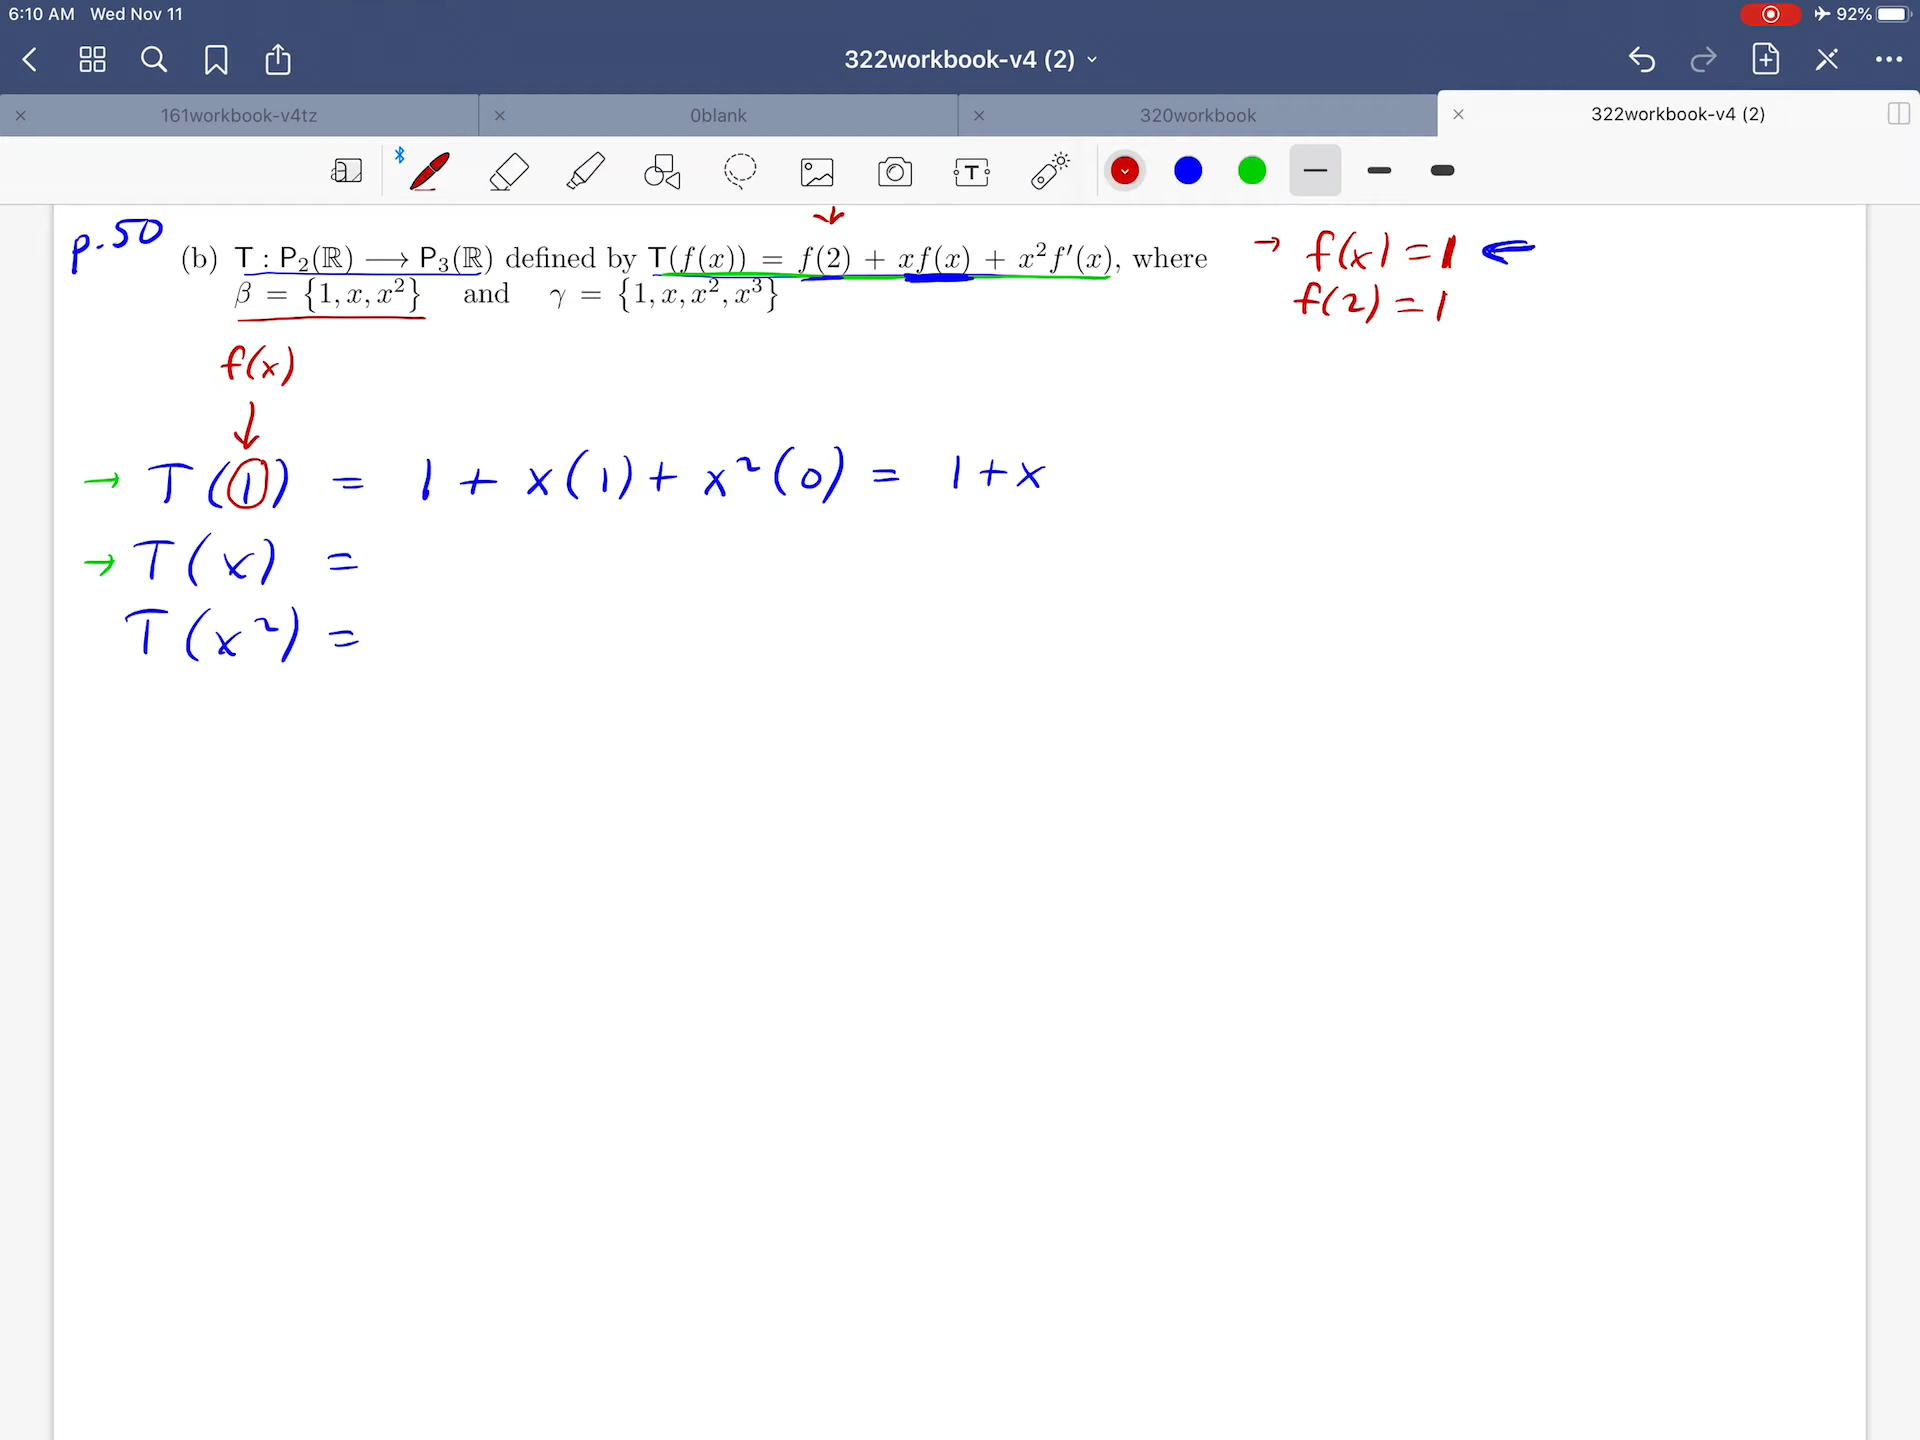 6:10 AM Wed Nov 11
92%
322workbook-v4 (2)
161workbook-v4tz
0blank
320workbook
322workbook-v4 (2)
p. 50
(b) T : P₂(ℝ) ⟶ P₃(ℝ) defined by T(f(x)) = f(2) + xf(x) + x²f′(x), where
β = {1, x, x²} and γ = {1, x, x², x³}
→ f(x) = 1 ←
f(2) = 1
f(x)
↓
→ T(1) = 1 + x(1) + x²(0) = 1 + x
→ T(x) =
T(x²) =